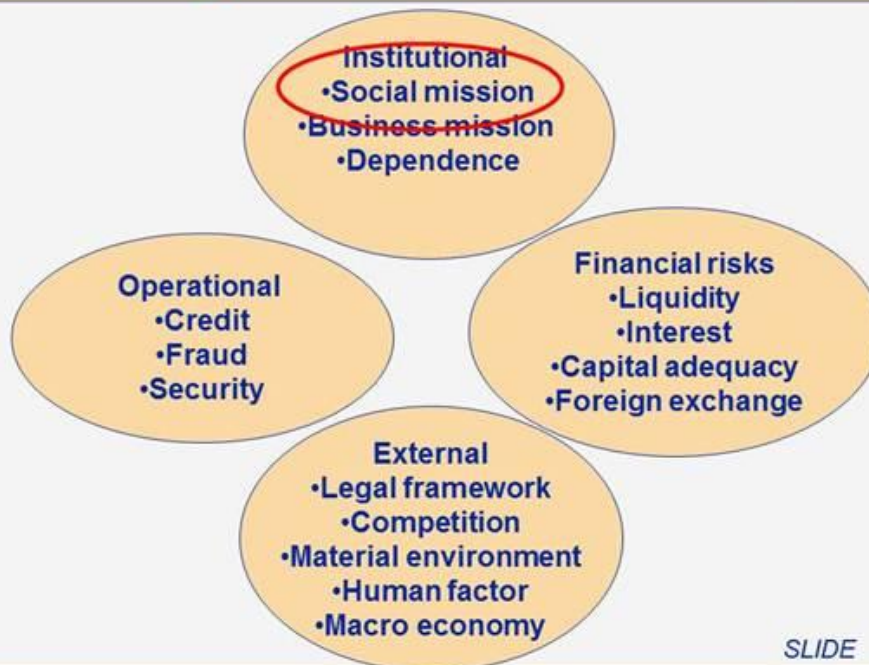 Institutional
•Social mission
•Business mission
•Dependence
Operational
•Credit
•Fraud
•Security
Financial risks
•Liquidity
•Interest
•Capital adequacy
•Foreign exchange
External
•Legal framework
•Competition
•Material environment
•Human factor
•Macro economy
SLIDE